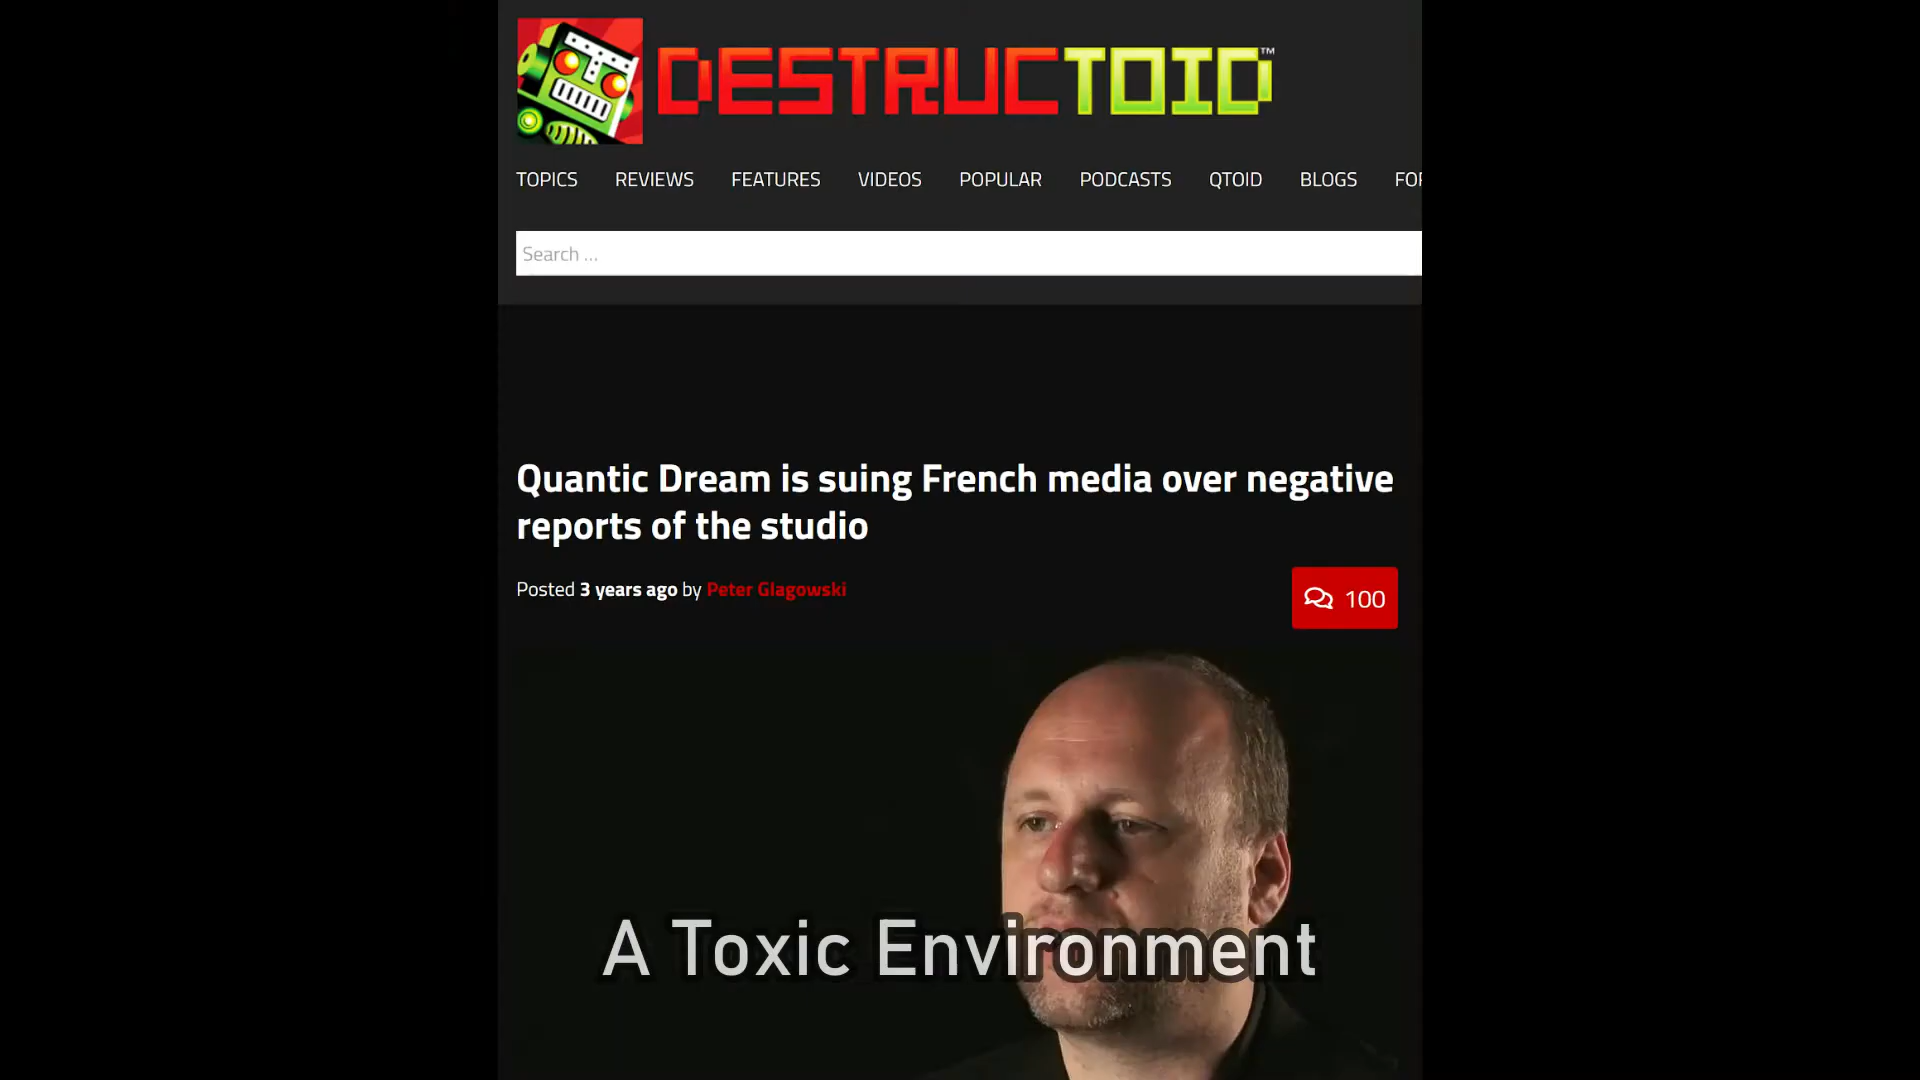 DESTRUCTOID™
TOPICS REVIEWS FEATURES VIDEOS POPULAR PODCASTS QTOID BLOGS FOR
Search ...
Quantic Dream is suing French media over negative
reports of the studio
Posted 3 years ago by Peter Glagowski
100
A Toxic Environment